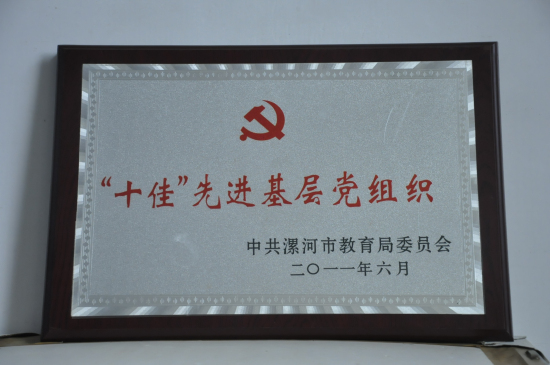 “十佳”先进基层党组织
中共漯河市教育局委员会
二〇一一年六月